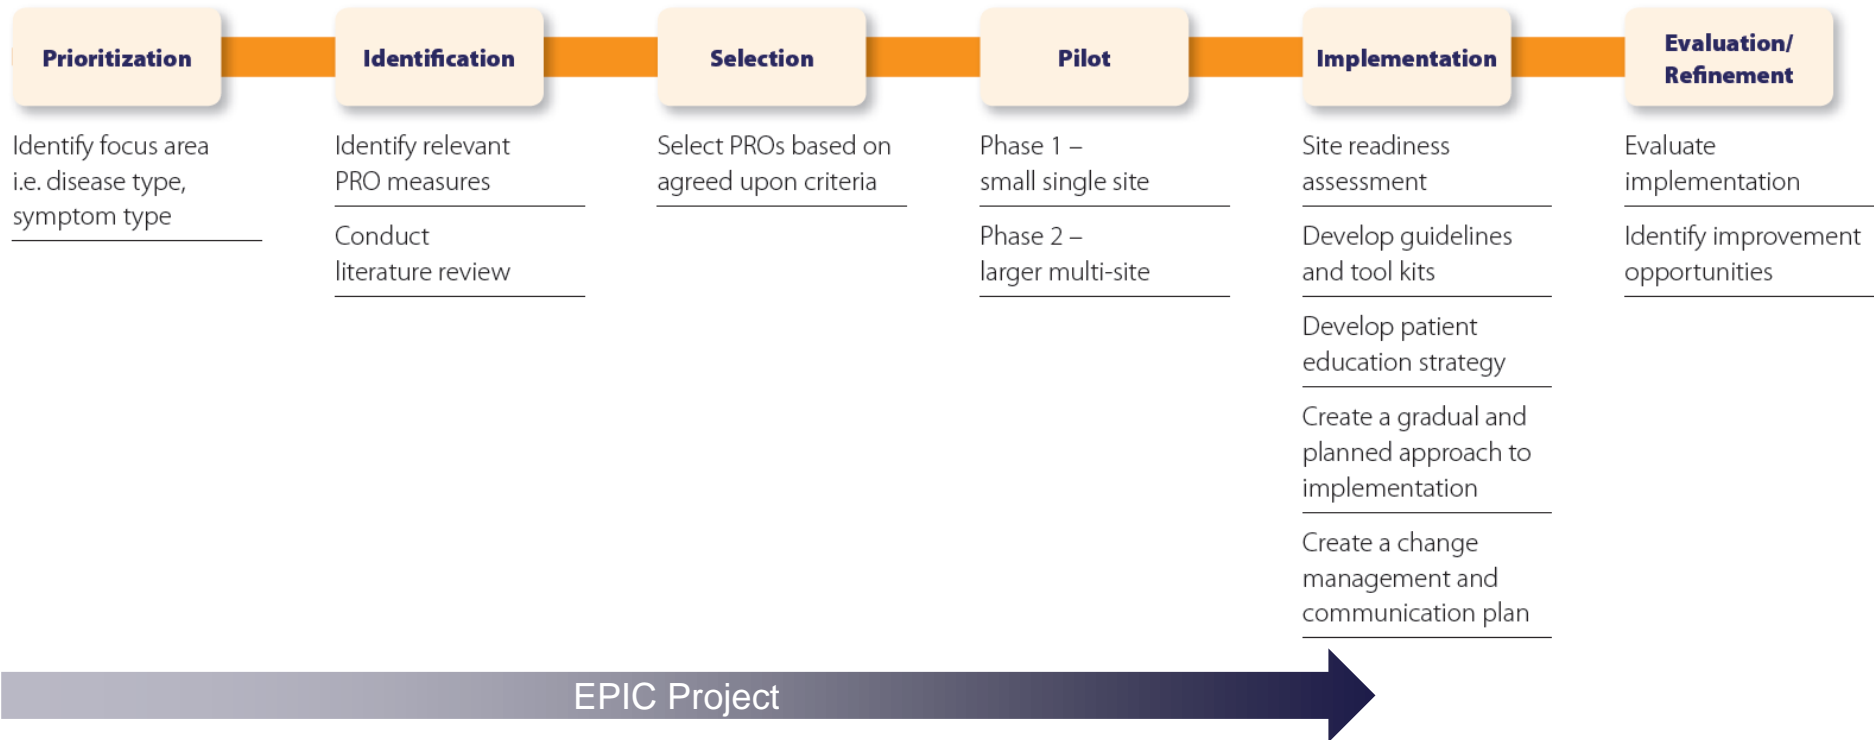 Prioritization
Identify focus area
i.e. disease type,
symptom type
Identification
Identify relevant
PRO measures
Conduct
literature review
Selection
Select PROs based on
agreed upon criteria
Pilot
Phase 1 –
small single site
Phase 2 –
larger multi-site
Implementation
Site readiness
assessment
Develop guidelines
and tool kits
Develop patient
education strategy
Create a gradual and
planned approach to
implementation
Create a change
management and
communication plan
Evaluation/
Refinement
Evaluate
implementation
Identify improvement
opportunities
EPIC Project